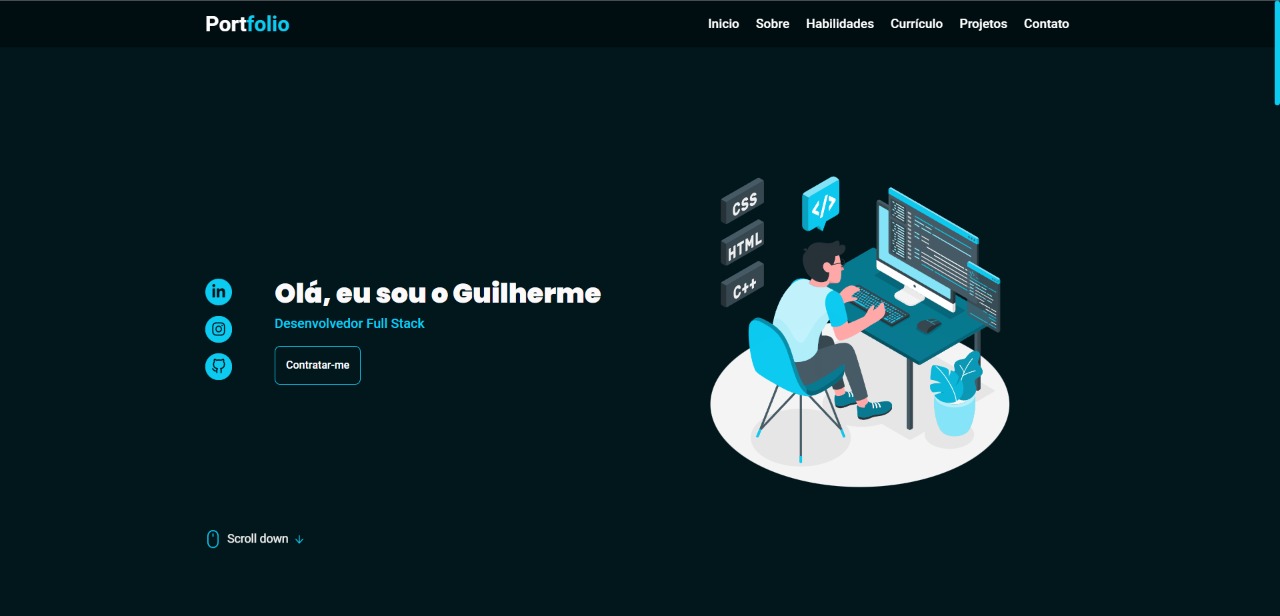 Portfolio
Inicio Sobre Habilidades Currículo Projetos Contato
CSS
</>
HTML
C++
in
Olá, eu sou o Guilherme
Desenvolvedor Full Stack
Contratar-me
Scroll down